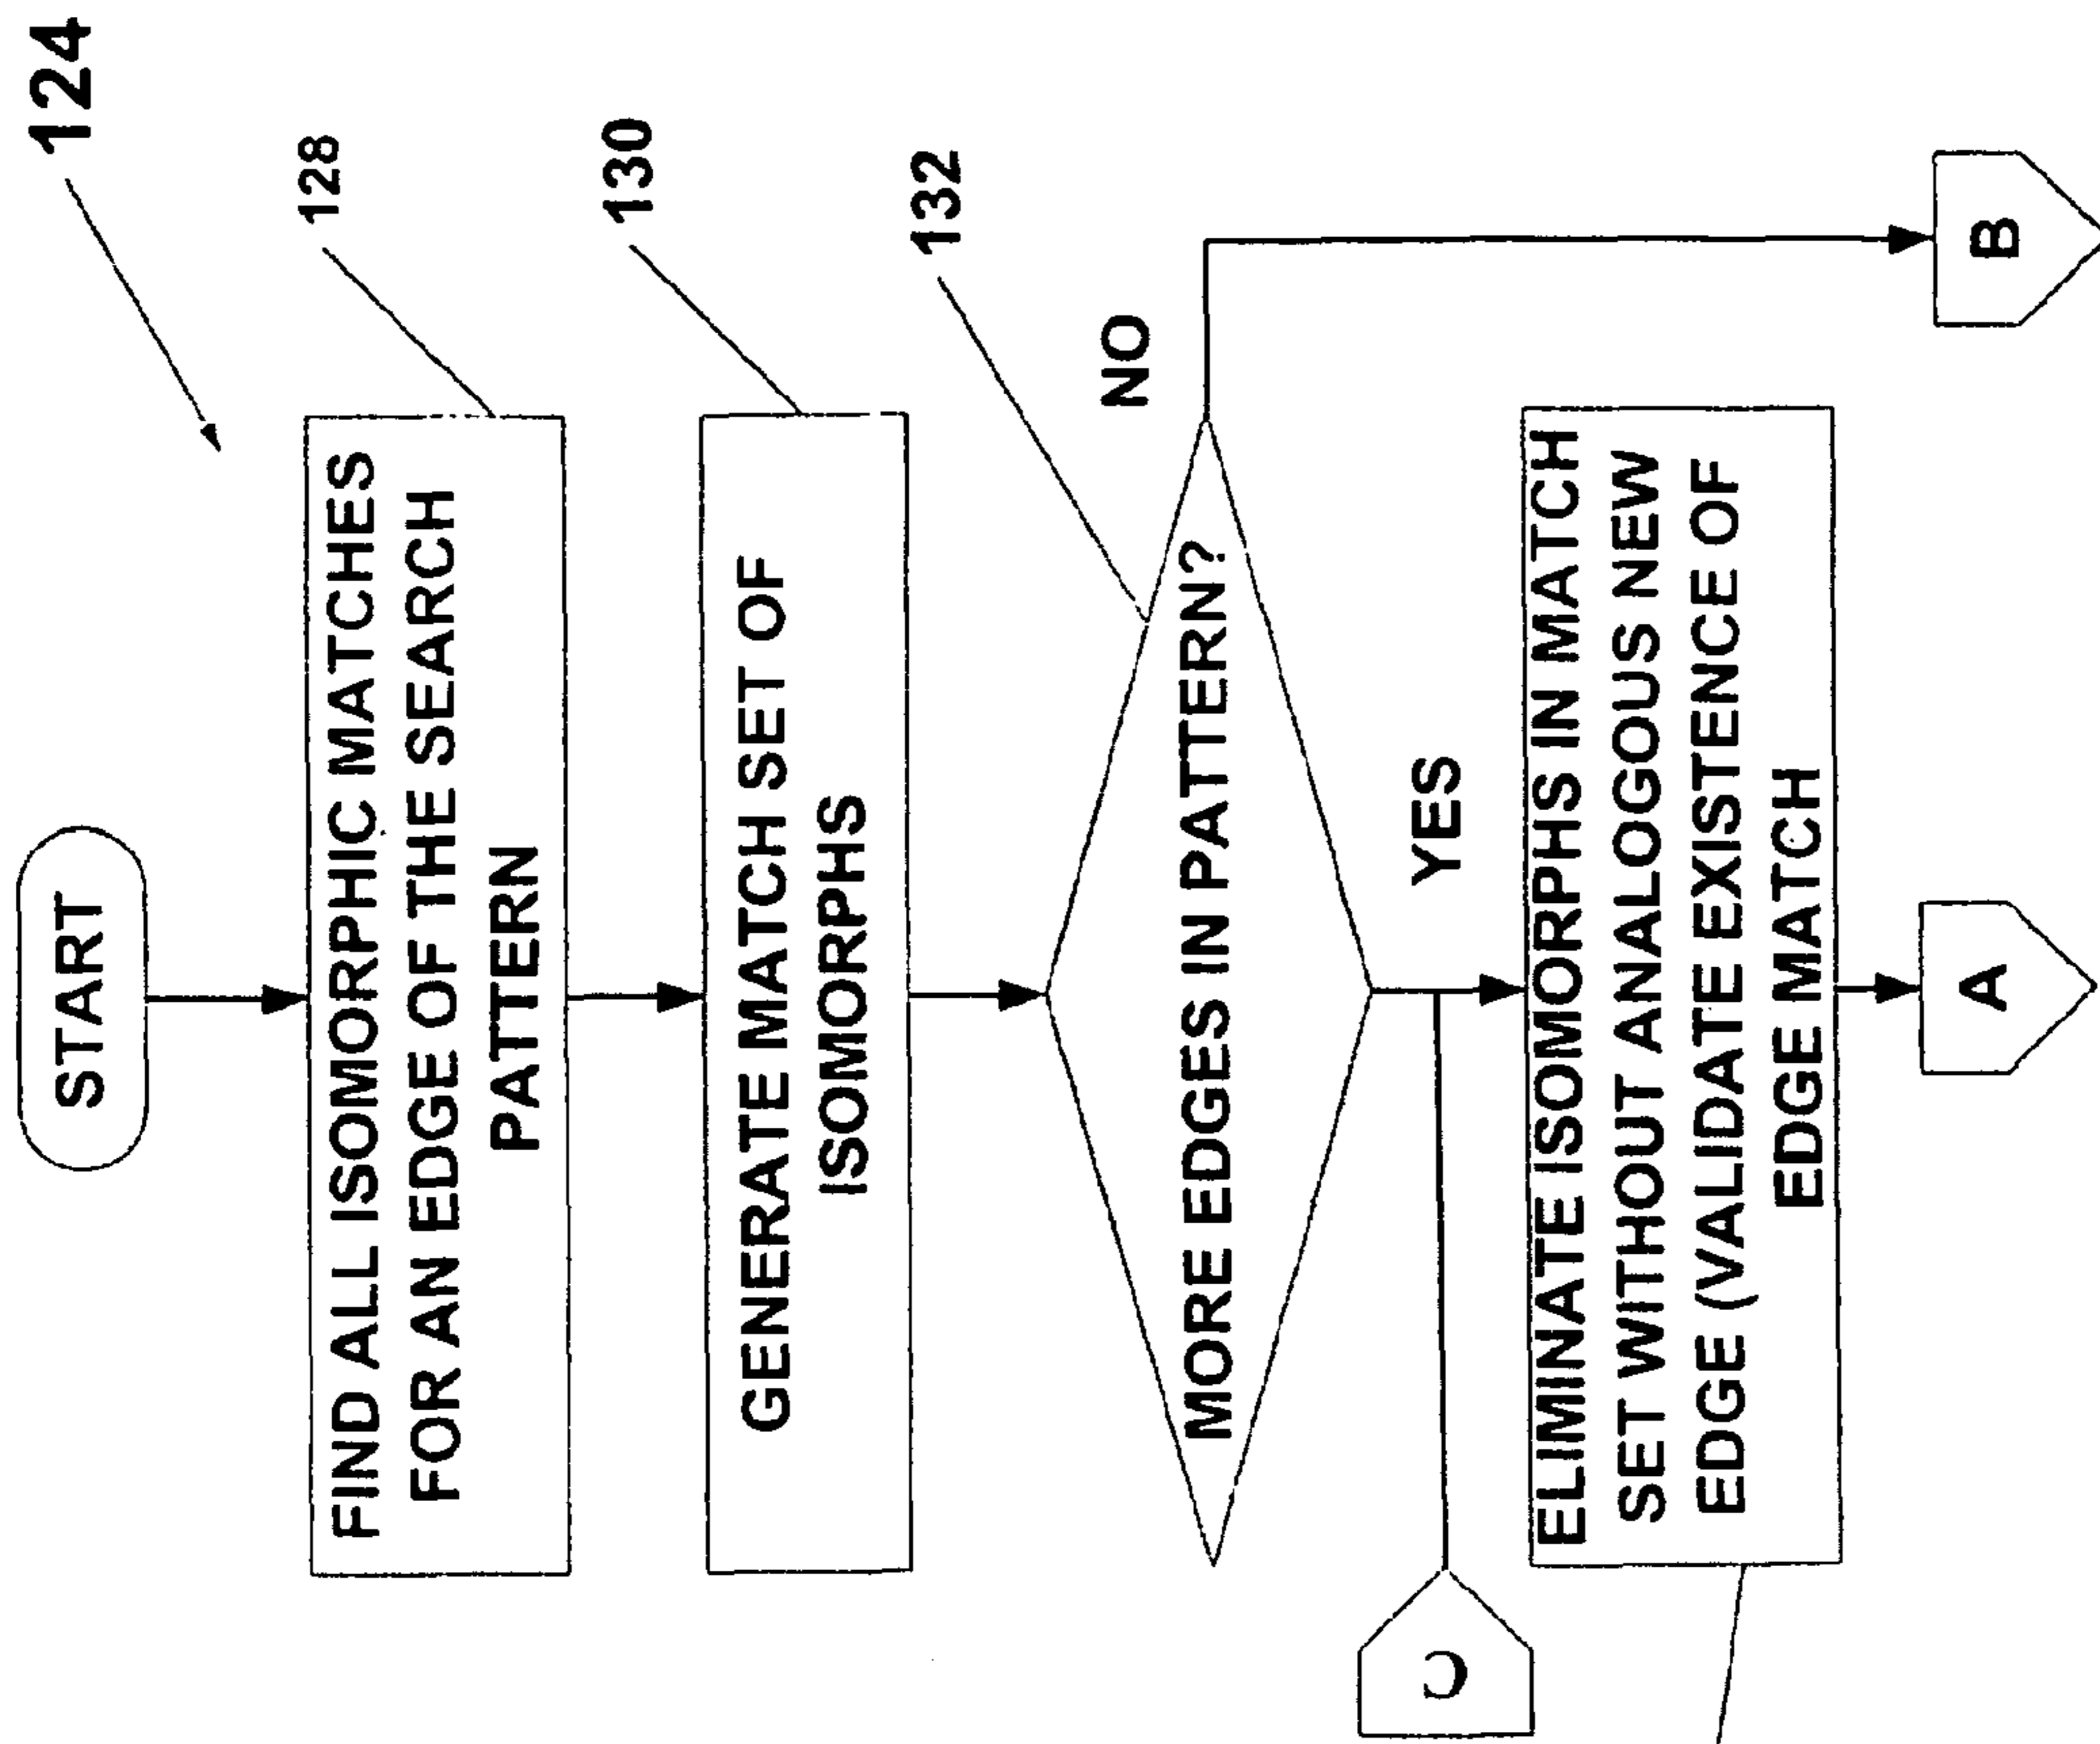 124
START
128
FIND ALL ISOMORPHIC MATCHES
FOR AN EDGE OF THE SEARCH
PATTERN
130
GENERATE MATCH SET OF
ISOMORPHS
132
MORE EDGES IN PATTERN?
NO
YES
C
ELIMINATE ISOMORPHS IN MATCH
SET WITHOUT ANALOGOUS NEW
EDGE (VALIDATE EXISTENCE OF
EDGE MATCH
A
B